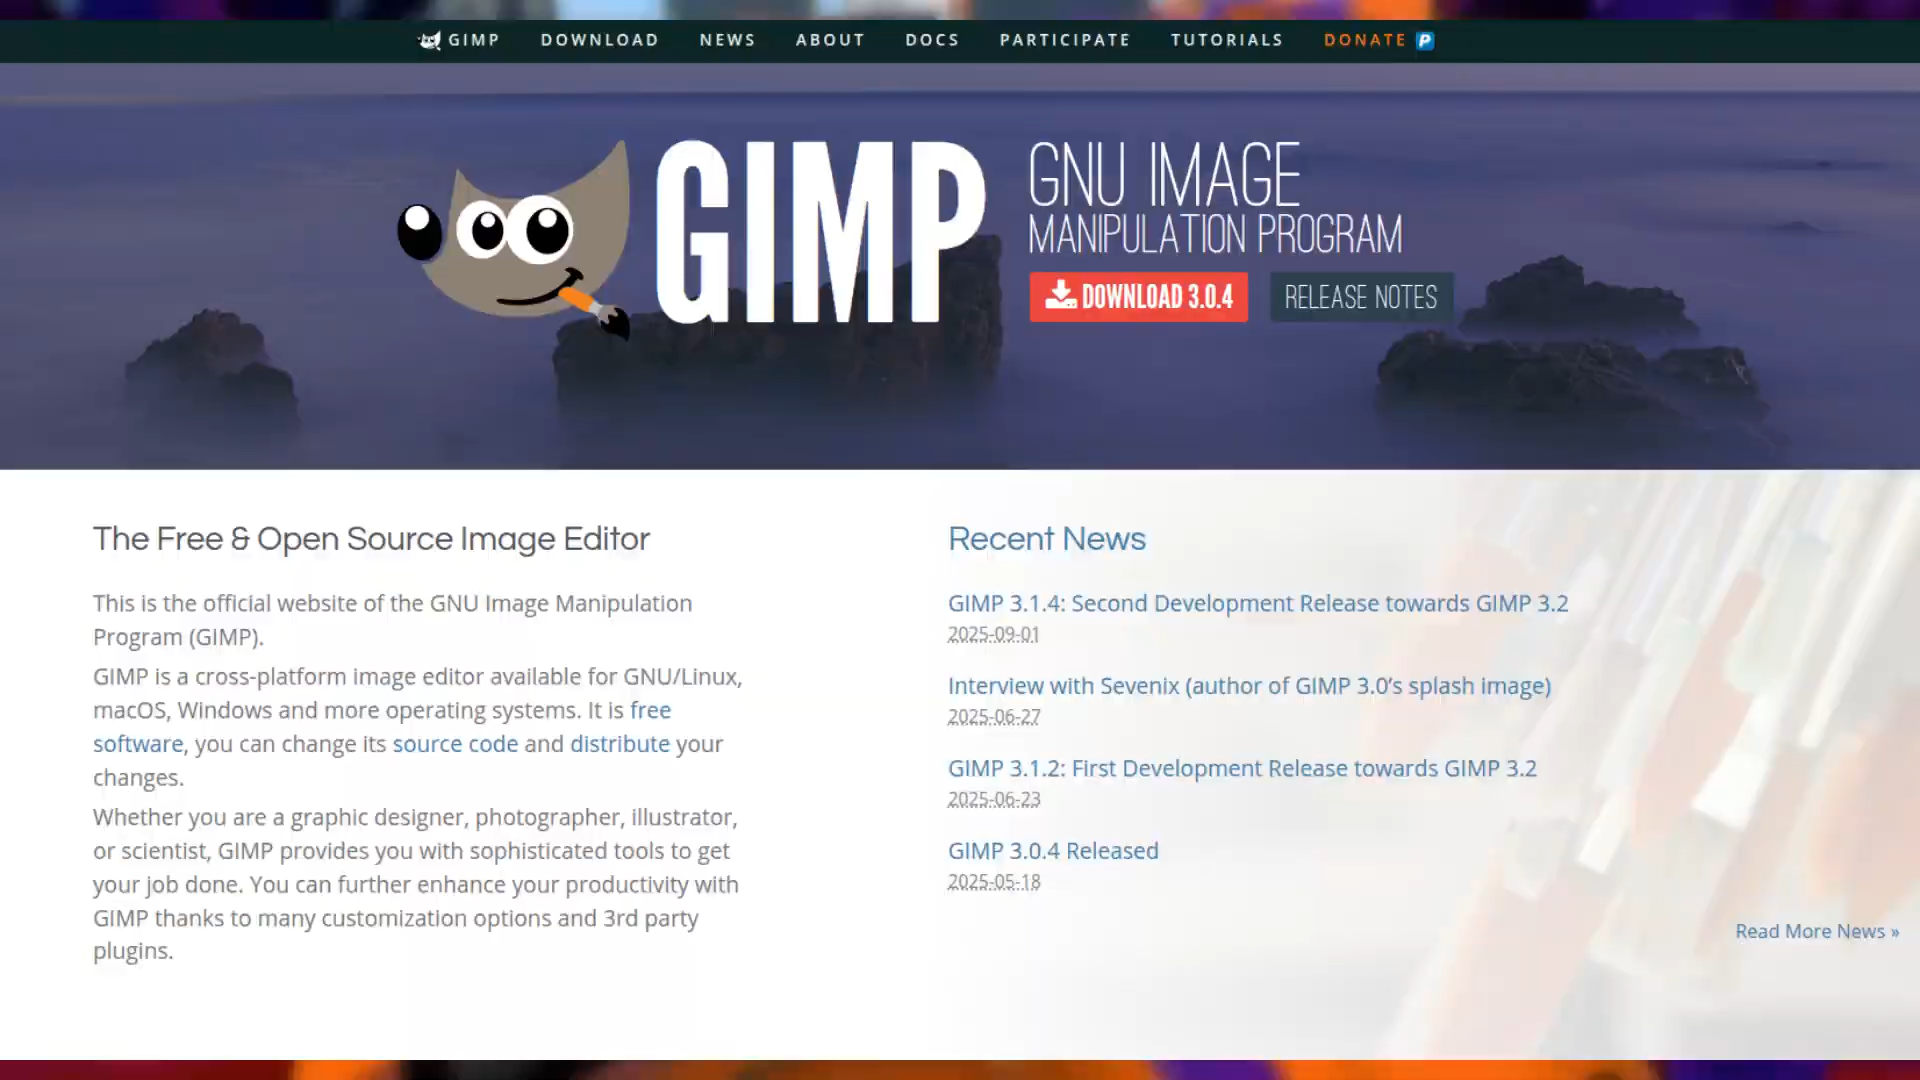 GIMP DOWNLOAD NEWS ABOUT DOCS PARTICIPATE TUTORIALS DONATE
GIMP
GNU IMAGE
MANIPULATION PROGRAM
DOWNLOAD 3.0.4 RELEASE NOTES
The Free & Open Source Image Editor
This is the official website of the GNU Image Manipulation
Program (GIMP).
GIMP is a cross-platform image editor available for GNU/Linux,
macOS, Windows and more operating systems. It is free
software, you can change its source code and distribute your
changes.
Whether you are a graphic designer, photographer, illustrator,
or scientist, GIMP provides you with sophisticated tools to get
your job done. You can further enhance your productivity with
GIMP thanks to many customization options and 3rd party
plugins.
Recent News
GIMP 3.1.4: Second Development Release towards GIMP 3.2
2025-09-01
Interview with Sevenix (author of GIMP 3.0’s splash image)
2025-06-27
GIMP 3.1.2: First Development Release towards GIMP 3.2
2025-06-23
GIMP 3.0.4 Released
2025-05-18
Read More News »